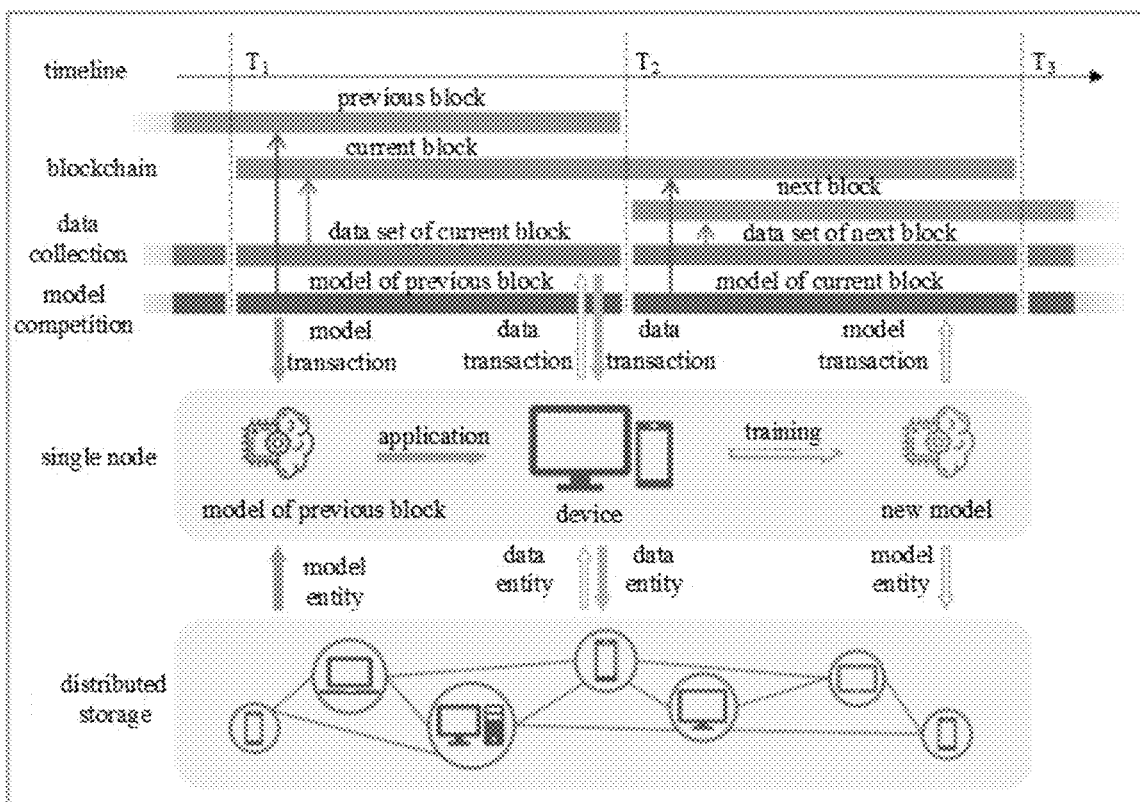 timeline
T1
T2
T3
previous block
current block
blockchain
next block
data
collection
data set of current block
data set of next block
model
competition
model of previous block
model of current block
model
transaction
data
transaction
data
transaction
model
transaction
single node
application
training
model of previous block
device
new model
model
entity
data
entity
data
entity
model
entity
distributed
storage